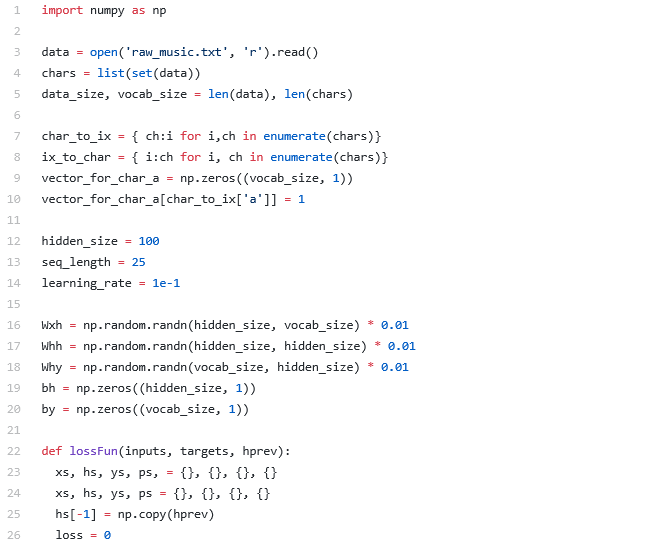 1 import numpy as np
2
3 data = open('raw_music.txt', 'r').read()
4 chars = list(set(data))
5 data_size, vocab_size = len(data), len(chars)
6
7 char_to_ix = { ch:i for i,ch in enumerate(chars)}
8 ix_to_char = { i:ch for i, ch in enumerate(chars)}
9 vector_for_char_a = np.zeros((vocab_size, 1))
10 vector_for_char_a[char_to_ix['a']] = 1
11
12 hidden_size = 100
13 seq_length = 25
14 learning_rate = 1e-1
15
16 Wxh = np.random.randn(hidden_size, vocab_size) * 0.01
17 Whh = np.random.randn(hidden_size, hidden_size) * 0.01
18 Why = np.random.randn(vocab_size, hidden_size) * 0.01
19 bh = np.zeros((hidden_size, 1))
20 by = np.zeros((vocab_size, 1))
21
22 def lossFun(inputs, targets, hprev):
23   xs, hs, ys, ps, = {}, {}, {}, {}
24   xs, hs, ys, ps = {}, {}, {}, {}
25   hs[-1] = np.copy(hprev)
26   loss = 0